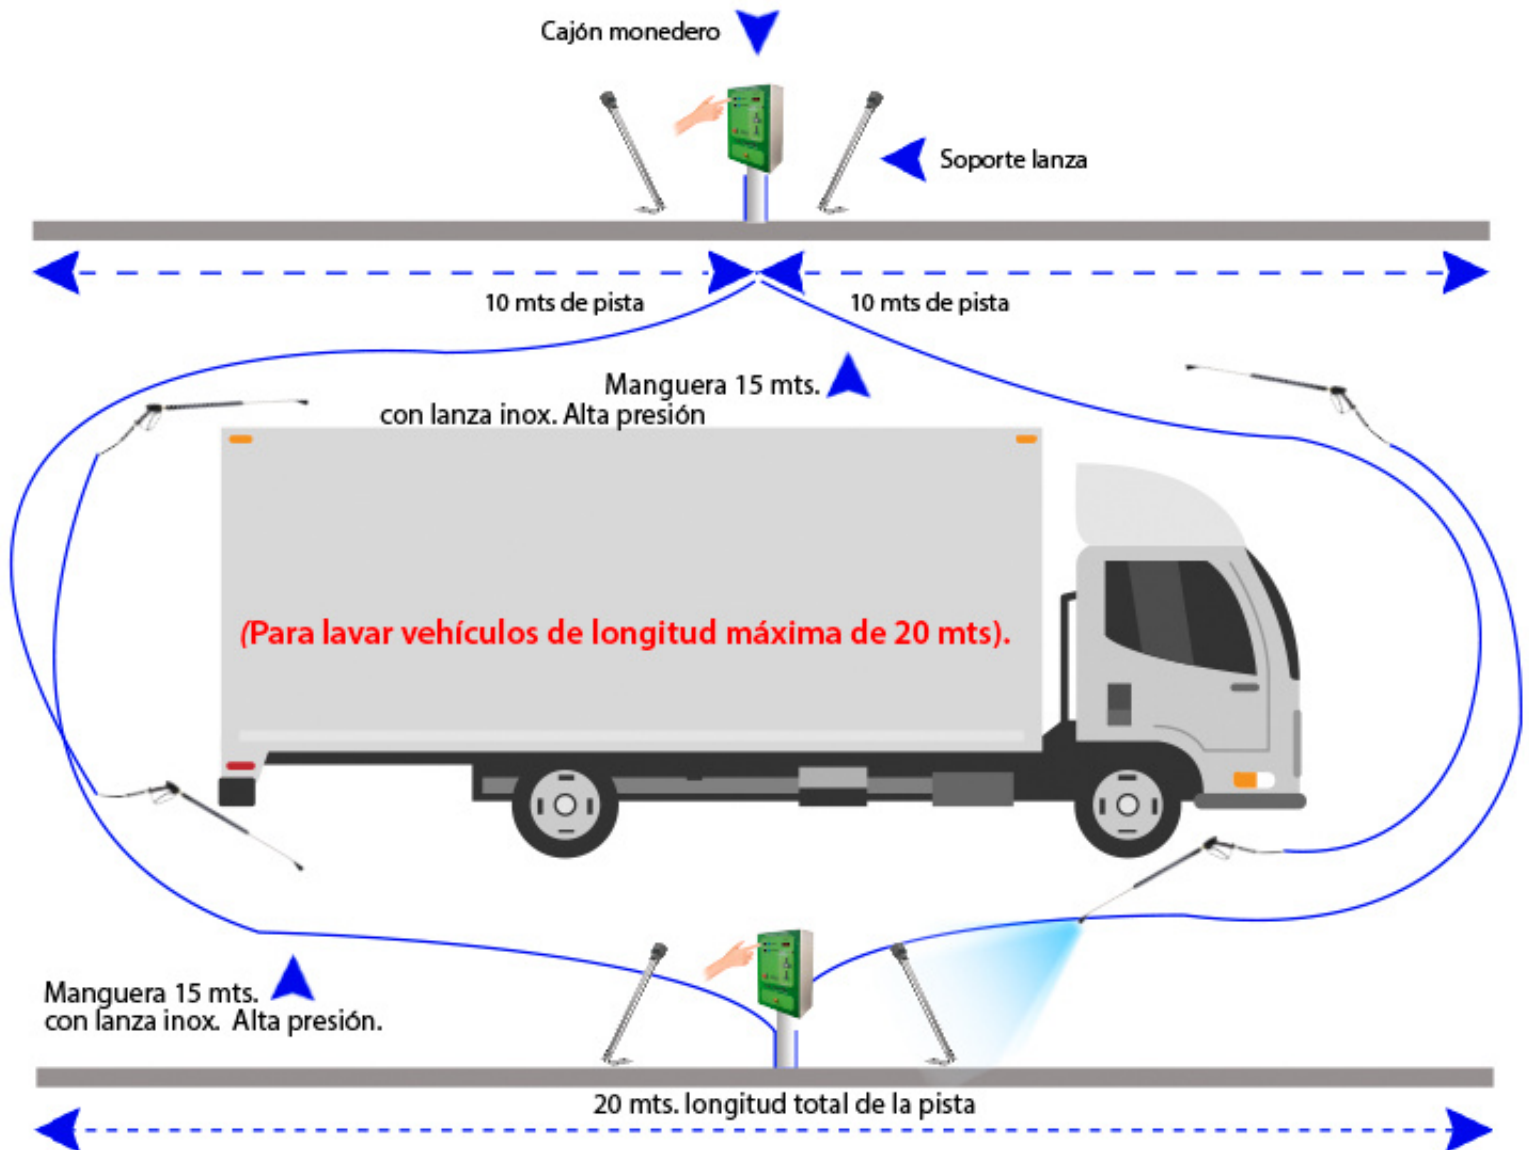 Cajón monedero
Soporte lanza
10 mts de pista
10 mts de pista
Manguera 15 mts.
con lanza inox. Alta presión
(Para lavar vehículos de longitud máxima de 20 mts).
Manguera 15 mts.
con lanza inox.  Alta presión.
20 mts. longitud total de la pista